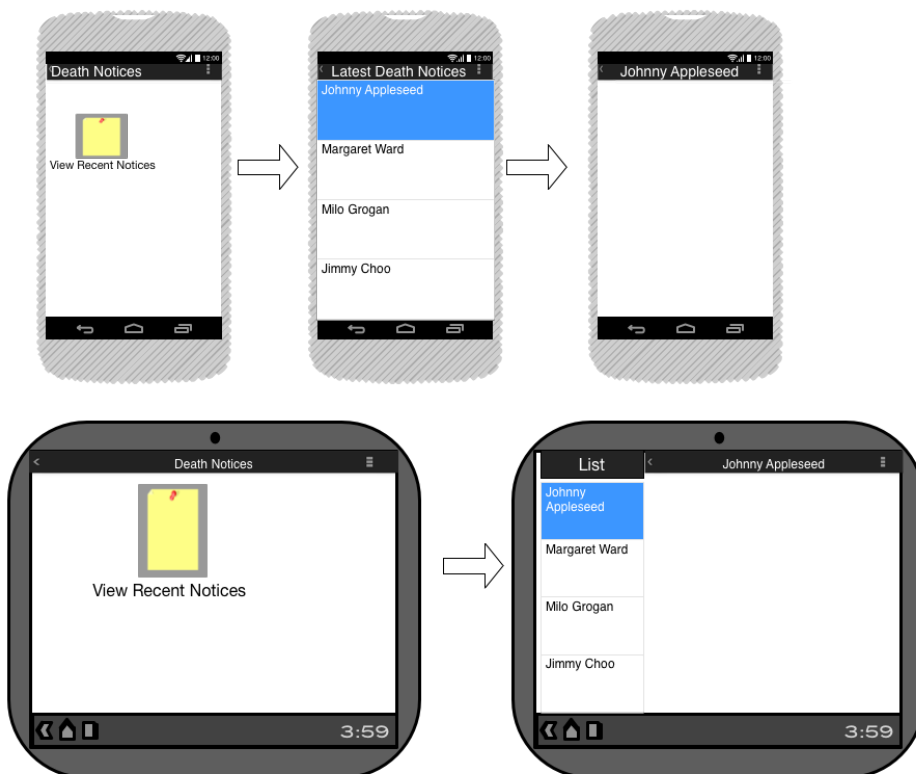 12:00
Death Notices
View Recent Notices
12:00
Latest Death Notices
Johnny Appleseed
Margaret Ward
Milo Grogan
Jimmy Choo
12:00
Johnny Appleseed
Death Notices
View Recent Notices
3:59
List
Johnny Appleseed
Johnny
Appleseed
Margaret Ward
Milo Grogan
Jimmy Choo
3:59